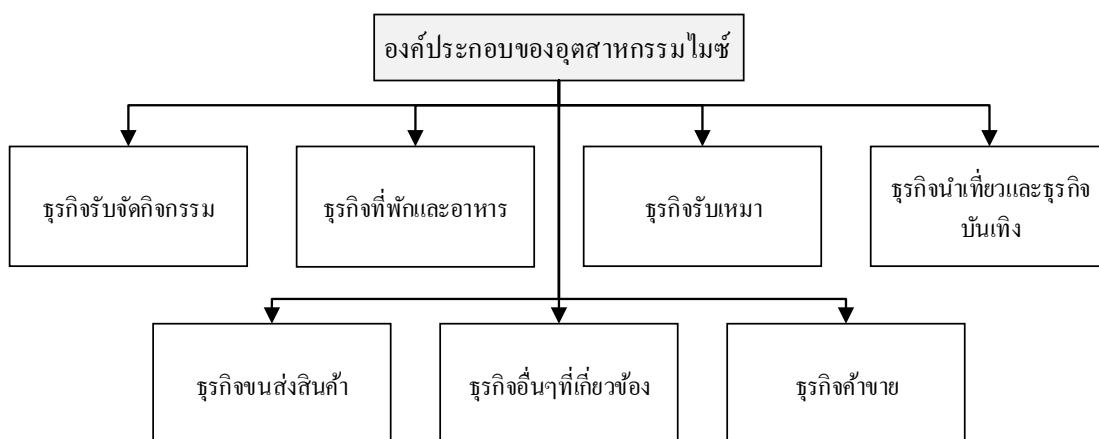 องค์ประกอบของอุตสาหกรรมไมซ์
ธุรกิจรับจัดกิจกรรม
ธุรกิจที่พักและอาหาร
ธุรกิจรับเหมา
ธุรกิจนำเที่ยวและธุรกิจ
บันเทิง
ธุรกิจขนส่งสินค้า
ธุรกิจอื่นๆที่เกี่ยวข้อง
ธุรกิจค้าขาย